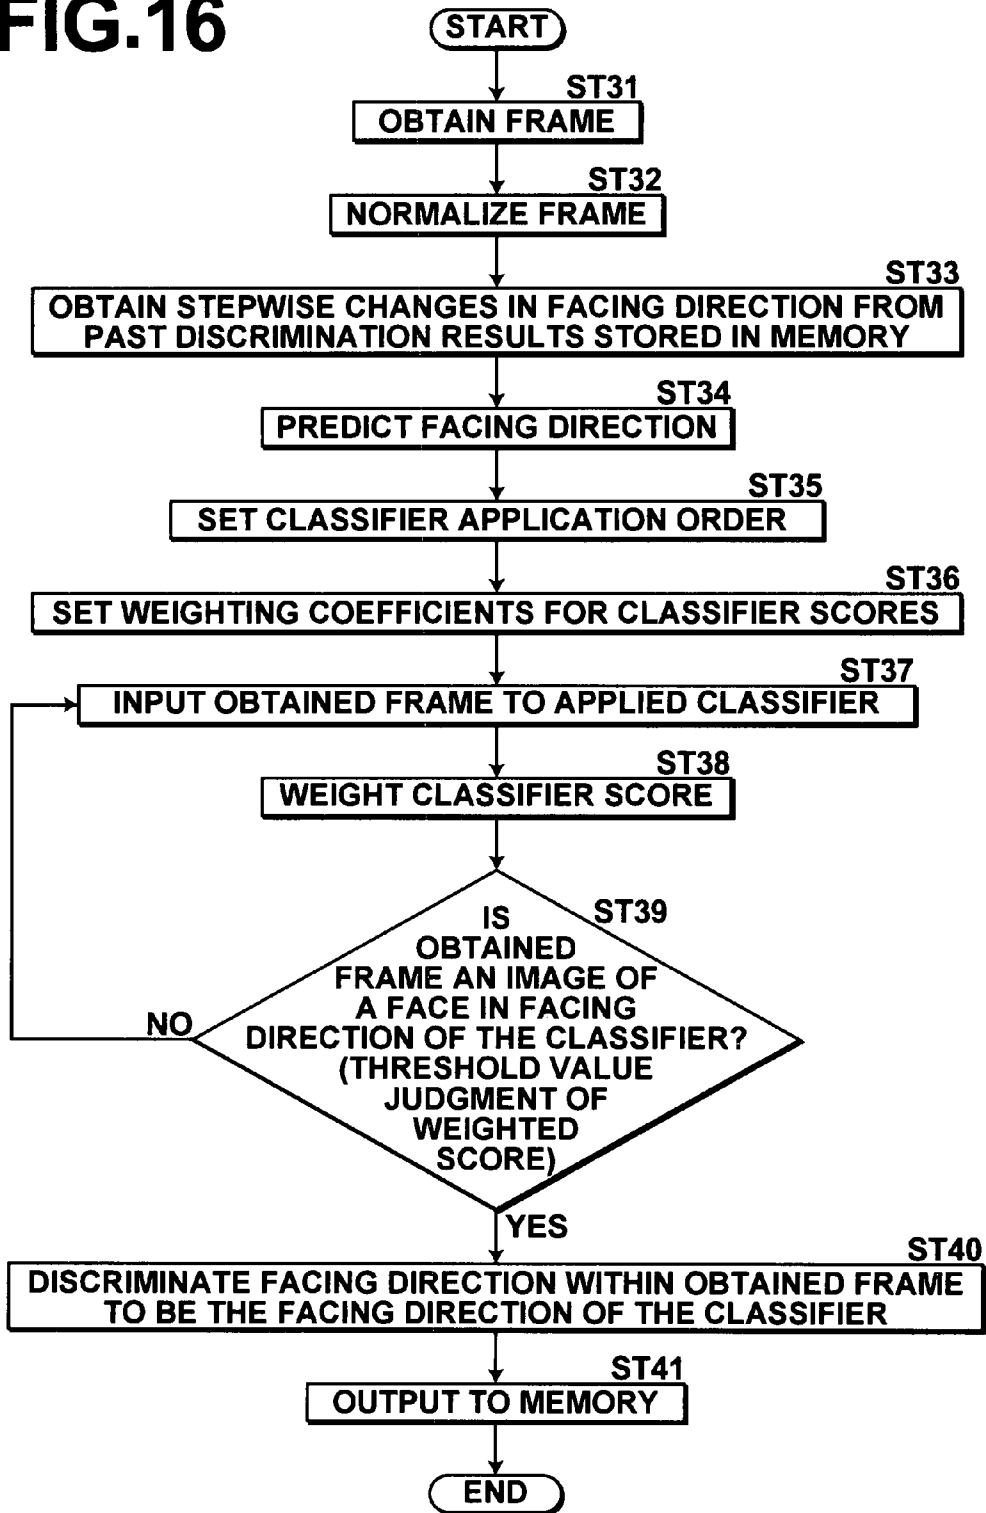 FIG.16
START
ST31
OBTAIN FRAME
ST32
NORMALIZE FRAME
ST33
OBTAIN STEPWISE CHANGES IN FACING DIRECTION FROM
PAST DISCRIMINATION RESULTS STORED IN MEMORY
ST34
PREDICT FACING DIRECTION
ST35
SET CLASSIFIER APPLICATION ORDER
ST36
SET WEIGHTING COEFFICIENTS FOR CLASSIFIER SCORES
ST37
INPUT OBTAINED FRAME TO APPLIED CLASSIFIER
ST38
WEIGHT CLASSIFIER SCORE
ST39
IS
OBTAINED
FRAME AN IMAGE OF
A FACE IN FACING
DIRECTION OF THE CLASSIFIER?
(THRESHOLD VALUE
JUDGMENT OF
WEIGHTED
SCORE)
NO
YES
ST40
DISCRIMINATE FACING DIRECTION WITHIN OBTAINED FRAME
TO BE THE FACING DIRECTION OF THE CLASSIFIER
ST41
OUTPUT TO MEMORY
END